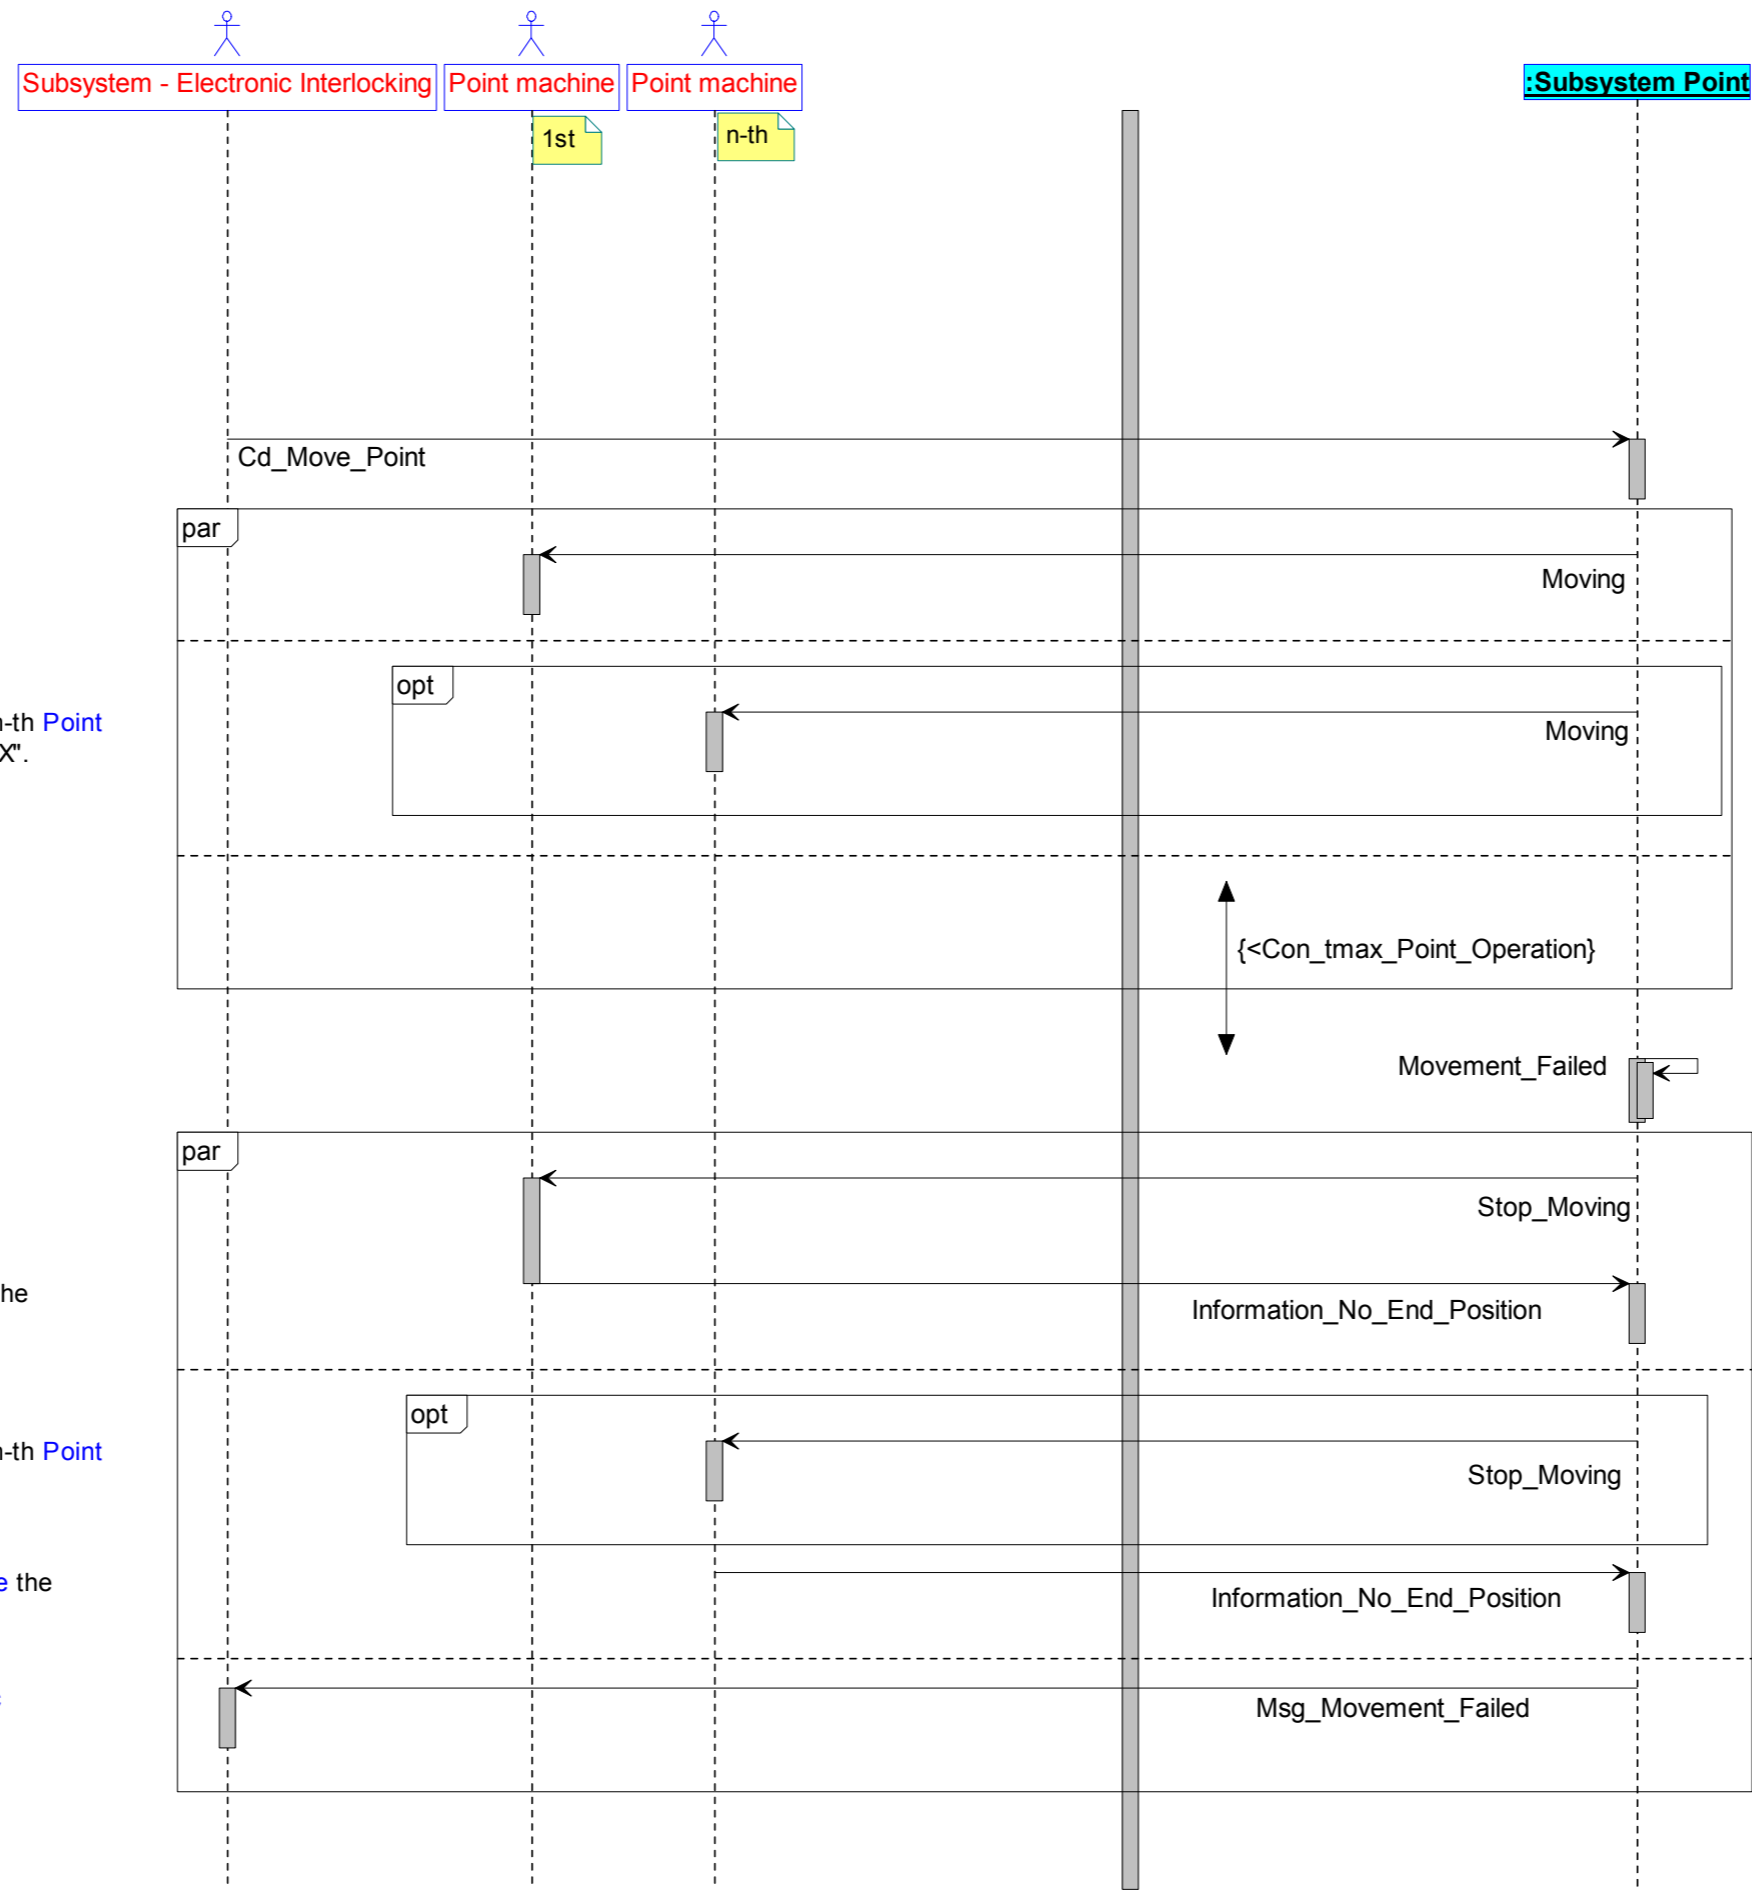 Subsystem - Electronic Interlocking
Point machine
Point machine
:Subsystem Point
1st
n-th
Cd_Move_Point
par
Moving
opt
n-th Point
Moving
X".
{<Con_tmax_Point_Operation}
Movement_Failed
par
Stop_Moving
he
Information_No_End_Position
opt
n-th Point
Stop_Moving
e the
Information_No_End_Position
Msg_Movement_Failed